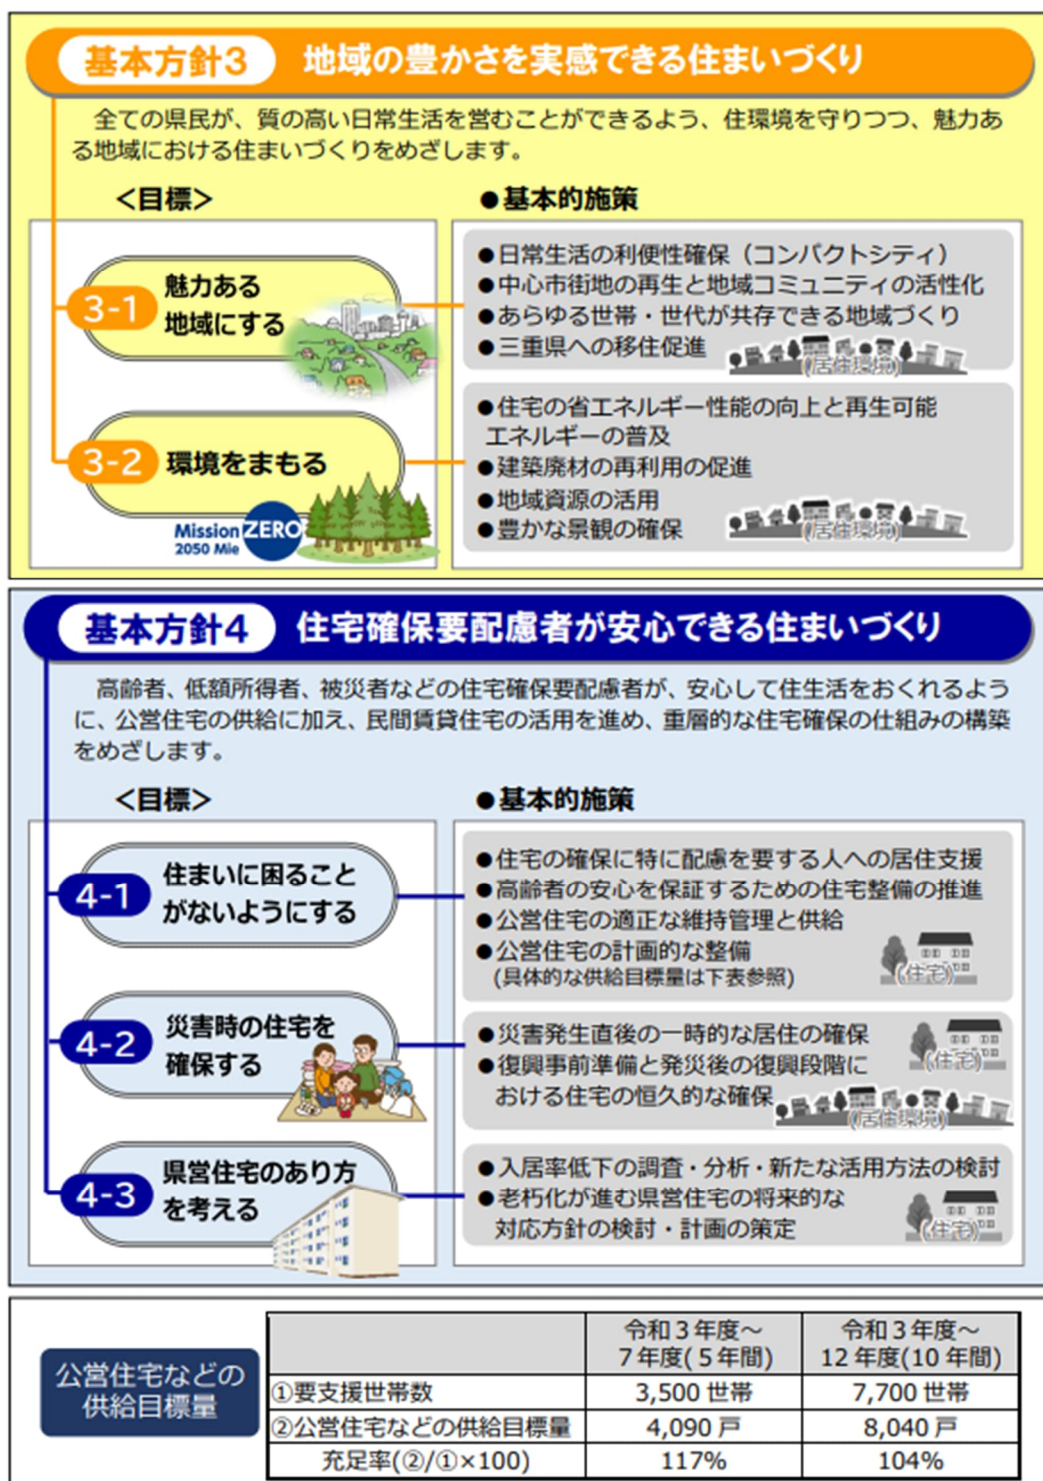 基本方針3 地域の豊かさを実感できる住まいづくり
全ての県民が、質の高い日常生活を営むことができるよう、住環境を守りつつ、魅力あ
る地域における住まいづくりをめざします。
＜目標＞
●基本的施策
3-1
魅力ある
地域にする
●日常生活の利便性確保（コンパクトシティ）
●中心市街地の再生と地域コミュニティの活性化
●あらゆる世帯・世代が共存できる地域づくり
●三重県への移住促進
(居住環境)
3-2
環境をまもる
Mission ZERO
2050 Mie
●住宅の省エネルギー性能の向上と再生可能
エネルギーの普及
●建築廃材の再利用の促進
●地域資源の活用
●豊かな景観の確保
(居住環境)
基本方針4 住宅確保要配慮者が安心できる住まいづくり
高齢者、低額所得者、被災者などの住宅確保要配慮者が、安心して住生活をおくれるよう
に、公営住宅の供給に加え、民間賃貸住宅の活用を進め、重層的な住宅確保の仕組みの構築
をめざします。
＜目標＞
●基本的施策
4-1
住まいに困ること
がないようにする
●住宅の確保に特に配慮を要する人への居住支援
●高齢者の安心を保証するための住宅整備の推進
●公営住宅の適正な維持管理と供給
●公営住宅の計画的な整備
(具体的な供給目標量は下表参照)
(住宅)
4-2
災害時の住宅を
確保する
●災害発生直後の一時的な居住の確保
●復興事前準備と発災後の復興段階に
おける住宅の恒久的な確保
(住宅)
(居住環境)
4-3
県営住宅のあり方
を考える
●入居率低下の調査・分析・新たな活用方法の検討
●老朽化が進む県営住宅の将来的な
対応方針の検討・計画の策定
(住宅)
公営住宅などの
供給目標量
令和３年度～
７年度(５年間)
令和３年度～
12年度(10年間)
①要支援世帯数 3,500 世帯 7,700 世帯
②公営住宅などの供給目標量 4,090 戸 8,040 戸
充足率(②/①×100) 117% 104%